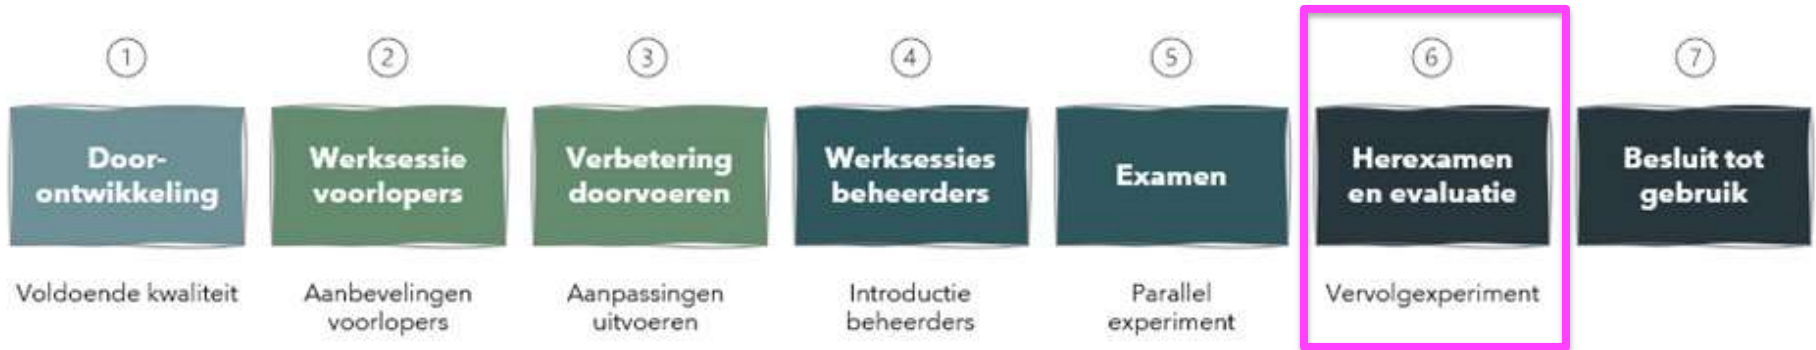 1
Door-
ontwikkeling
Voldoende kwaliteit
2
Werksessie
voorlopers
Aanbevelingen
voorlopers
3
Verbetering
doorvoeren
Aanpassingen
uitvoeren
4
Werksessies
beheerders
Introductie
beheerders
5
Examen
Parallel
experiment
6
Herexamen
en evaluatie
Vervolgexperiment
7
Besluit tot
gebruik